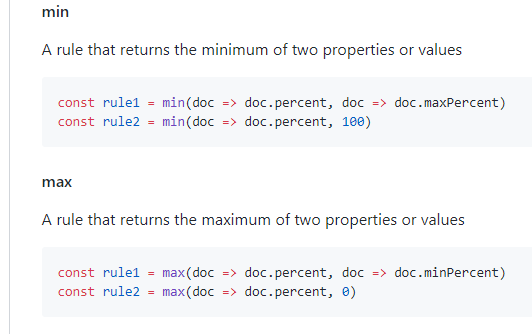 min
A rule that returns the minimum of two properties or values
const rule1 = min(doc => doc.percent, doc => doc.maxPercent)
const rule2 = min(doc => doc.percent, 100)
max
A rule that returns the maximum of two properties or values
const rule1 = max(doc => doc.percent, doc => doc.minPercent)
const rule2 = max(doc => doc.percent, 0)